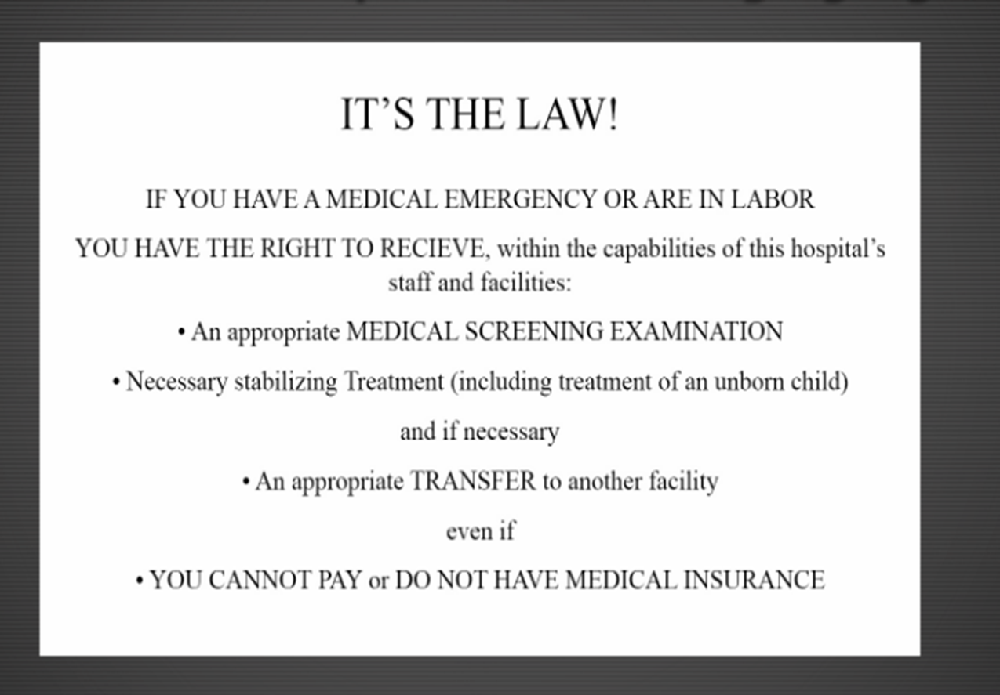 IT’S THE LAW!
IF YOU HAVE A MEDICAL EMERGENCY OR ARE IN LABOR
YOU HAVE THE RIGHT TO RECIEVE, within the capabilities of this hospital’s
staff and facilities:
• An appropriate MEDICAL SCREENING EXAMINATION
• Necessary stabilizing Treatment (including treatment of an unborn child)
and if necessary
• An appropriate TRANSFER to another facility
even if
• YOU CANNOT PAY or DO NOT HAVE MEDICAL INSURANCE